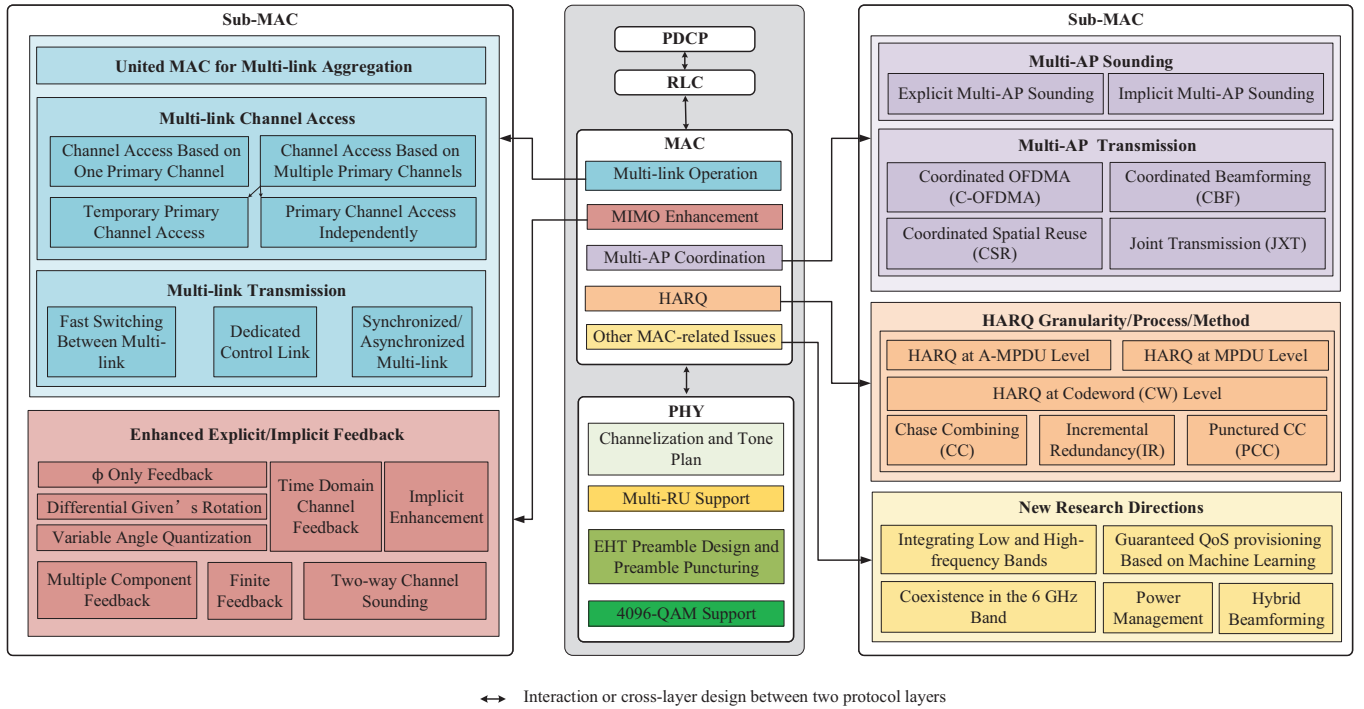 Sub-MAC
United MAC for Multi-link Aggregation
Multi-link Channel Access
Channel Access Based on
One Primary Channel
Channel Access Based on
Multiple Primary Channels
Temporary Primary
Channel Access
Primary Channel Access
Independently
Multi-link Transmission
Fast Switching
Between Multi-
link
Dedicated
Control Link
Synchronized/
Asynchronized
Multi-link
Enhanced Explicit/Implicit Feedback
ϕ Only Feedback
Differential Given’s Rotation
Variable Angle Quantization
Time Domain
Channel
Feedback
Implicit
Enhancement
Multiple Component
Feedback
Finite
Feedback
Two-way Channel
Sounding
PDCP
RLC
MAC
Multi-link Operation
MIMO Enhancement
Multi-AP Coordination
HARQ
Other MAC-related Issues
PHY
Channelization and Tone
Plan
Multi-RU Support
EHT Preamble Design and
Preamble Puncturing
4096-QAM Support
Sub-MAC
Multi-AP Sounding
Explicit Multi-AP Sounding
Implicit Multi-AP Sounding
Multi-AP Transmission
Coordinated OFDMA
(C-OFDMA)
Coordinated Beamforming
(CBF)
Coordinated Spatial Reuse
(CSR)
Joint Transmission (JXT)
HARQ Granularity/Process/Method
HARQ at A-MPDU Level
HARQ at MPDU Level
HARQ at Codeword (CW) Level
Chase Combining
(CC)
Incremental
Redundancy(IR)
Punctured CC
(PCC)
New Research Directions
Integrating Low and High-
frequency Bands
Guaranteed QoS provisioning
Based on Machine Learning
Coexistence in the 6 GHz
Band
Power
Management
Hybrid
Beamforming
Interaction or cross-layer design between two protocol layers